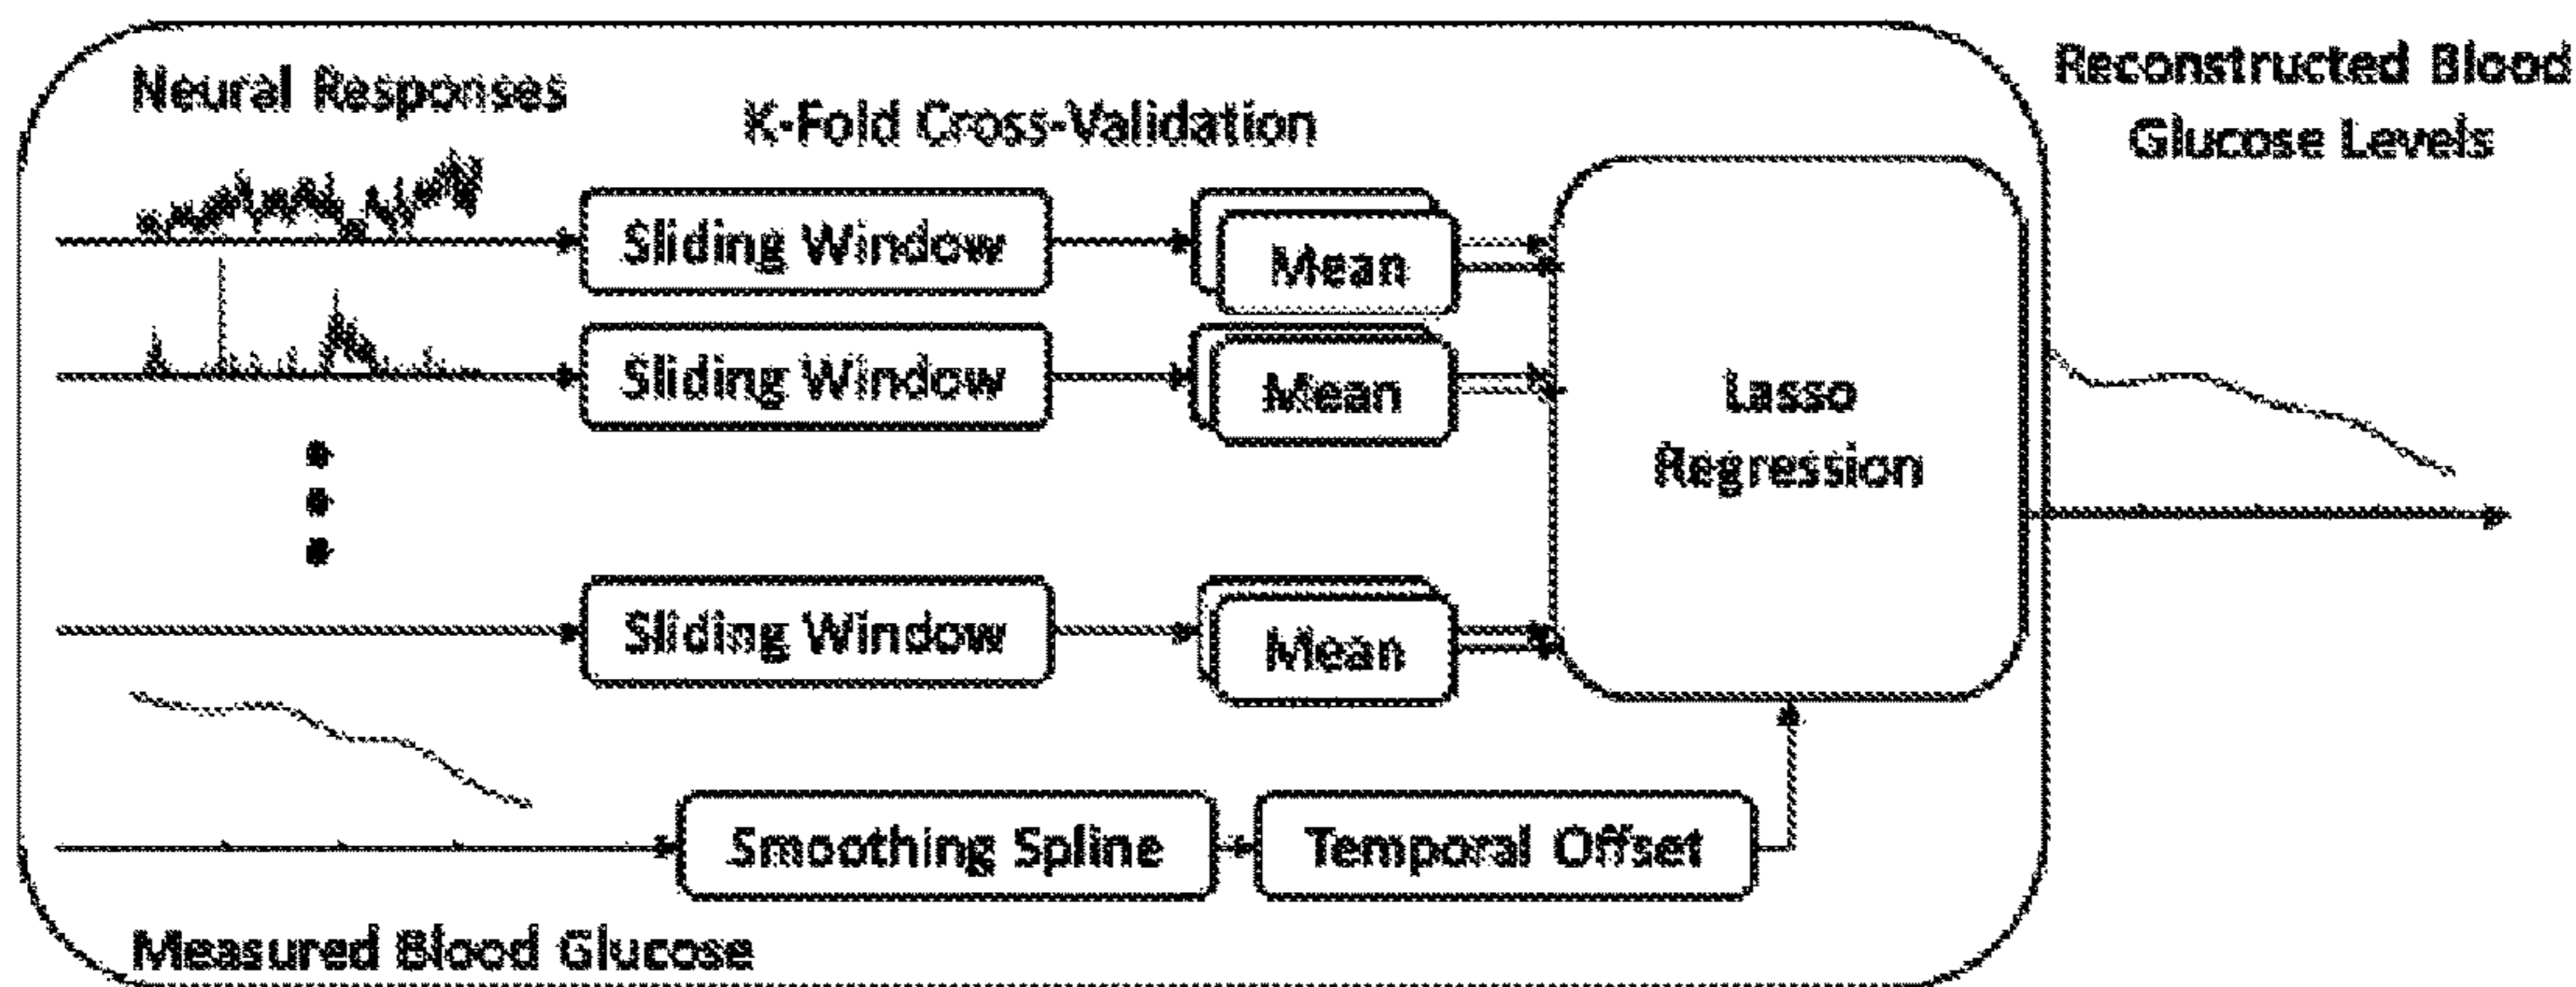 Neural Responses
K-Fold Cross-Validation
Reconstructed Blood
Glucose Levels
Sliding Window
Mean
Sliding Window
Mean
Lasso
Regression
Sliding Window
Mean
Smoothing Spline
Temporal Offset
Measured Blood Glucose